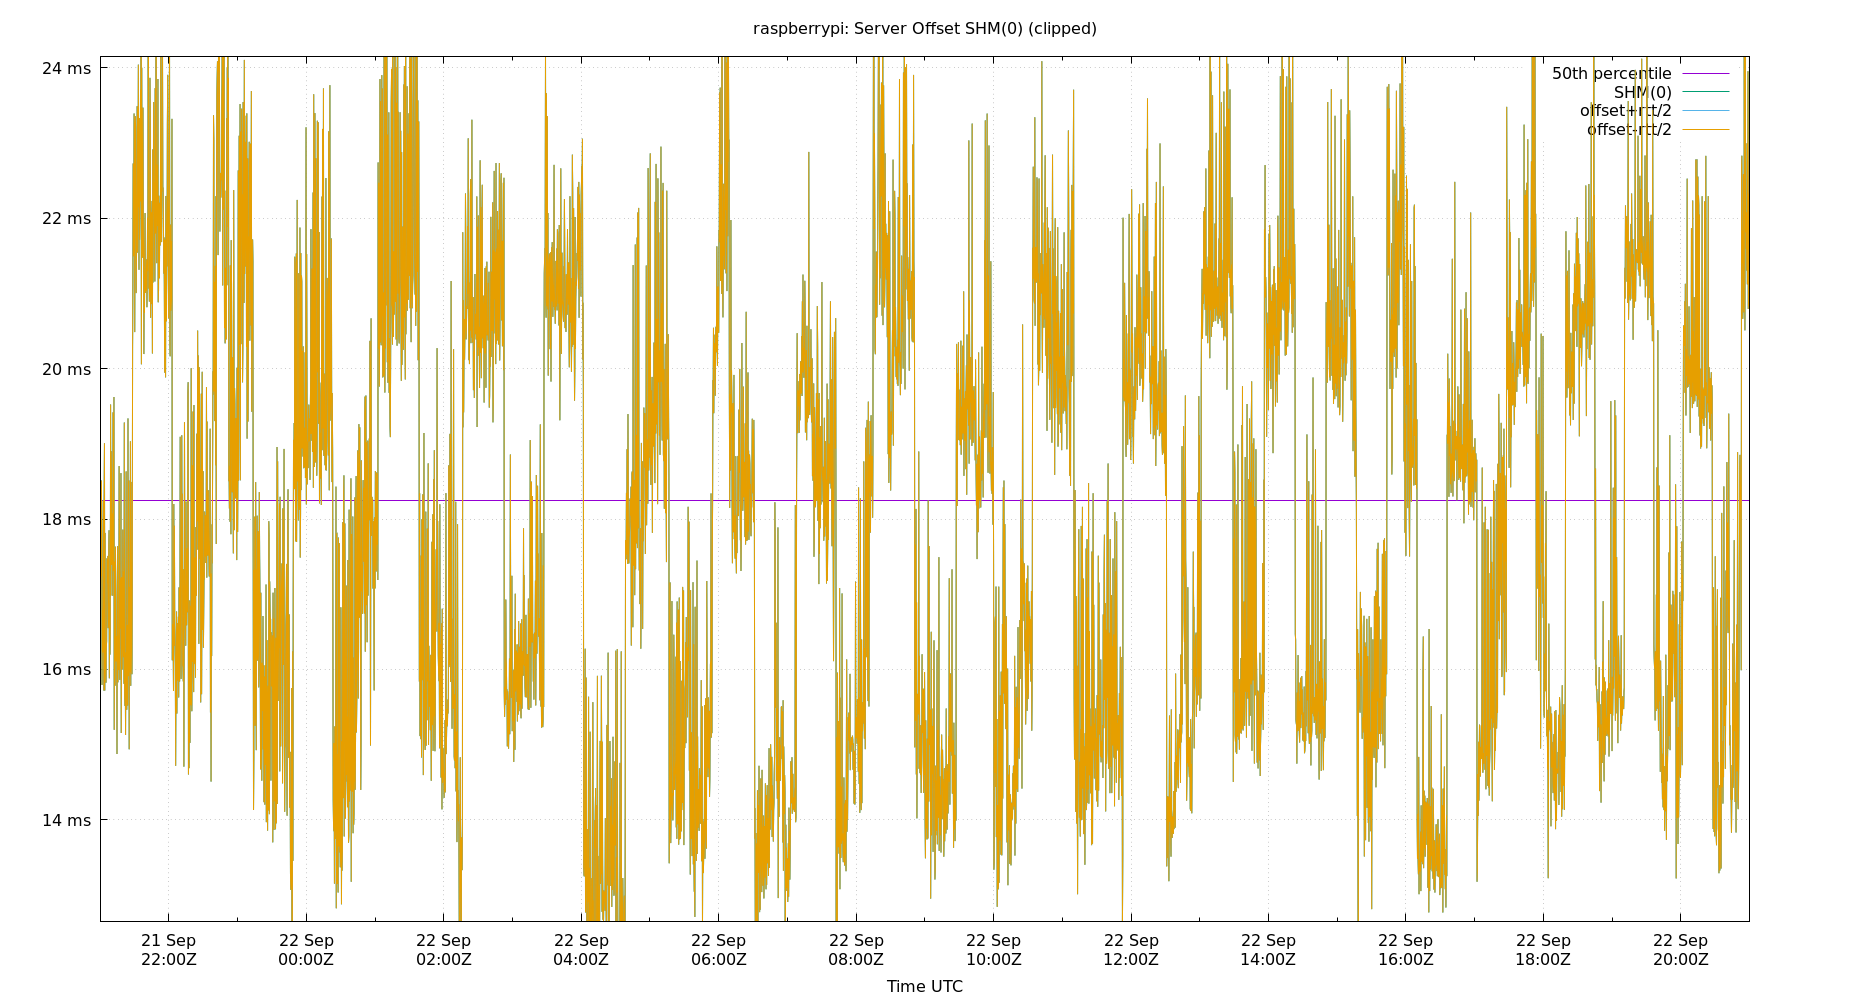 raspberrypi: Server Offset SHM(0) (clipped)
24 ms
22 ms
20 ms
18 ms
16 ms
14 ms
50th percentile
SHM(0)
offset+rtt/2
offset-rtt/2
21 Sep 22 Sep 22 Sep 22 Sep 22 Sep 22 Sep 22 Sep 22 Sep 22 Sep 22 Sep 22 Sep 22 Sep
22:00Z 00:00Z 02:00Z 04:00Z 06:00Z 08:00Z 10:00Z 12:00Z 14:00Z 16:00Z 18:00Z 20:00Z
Time UTC